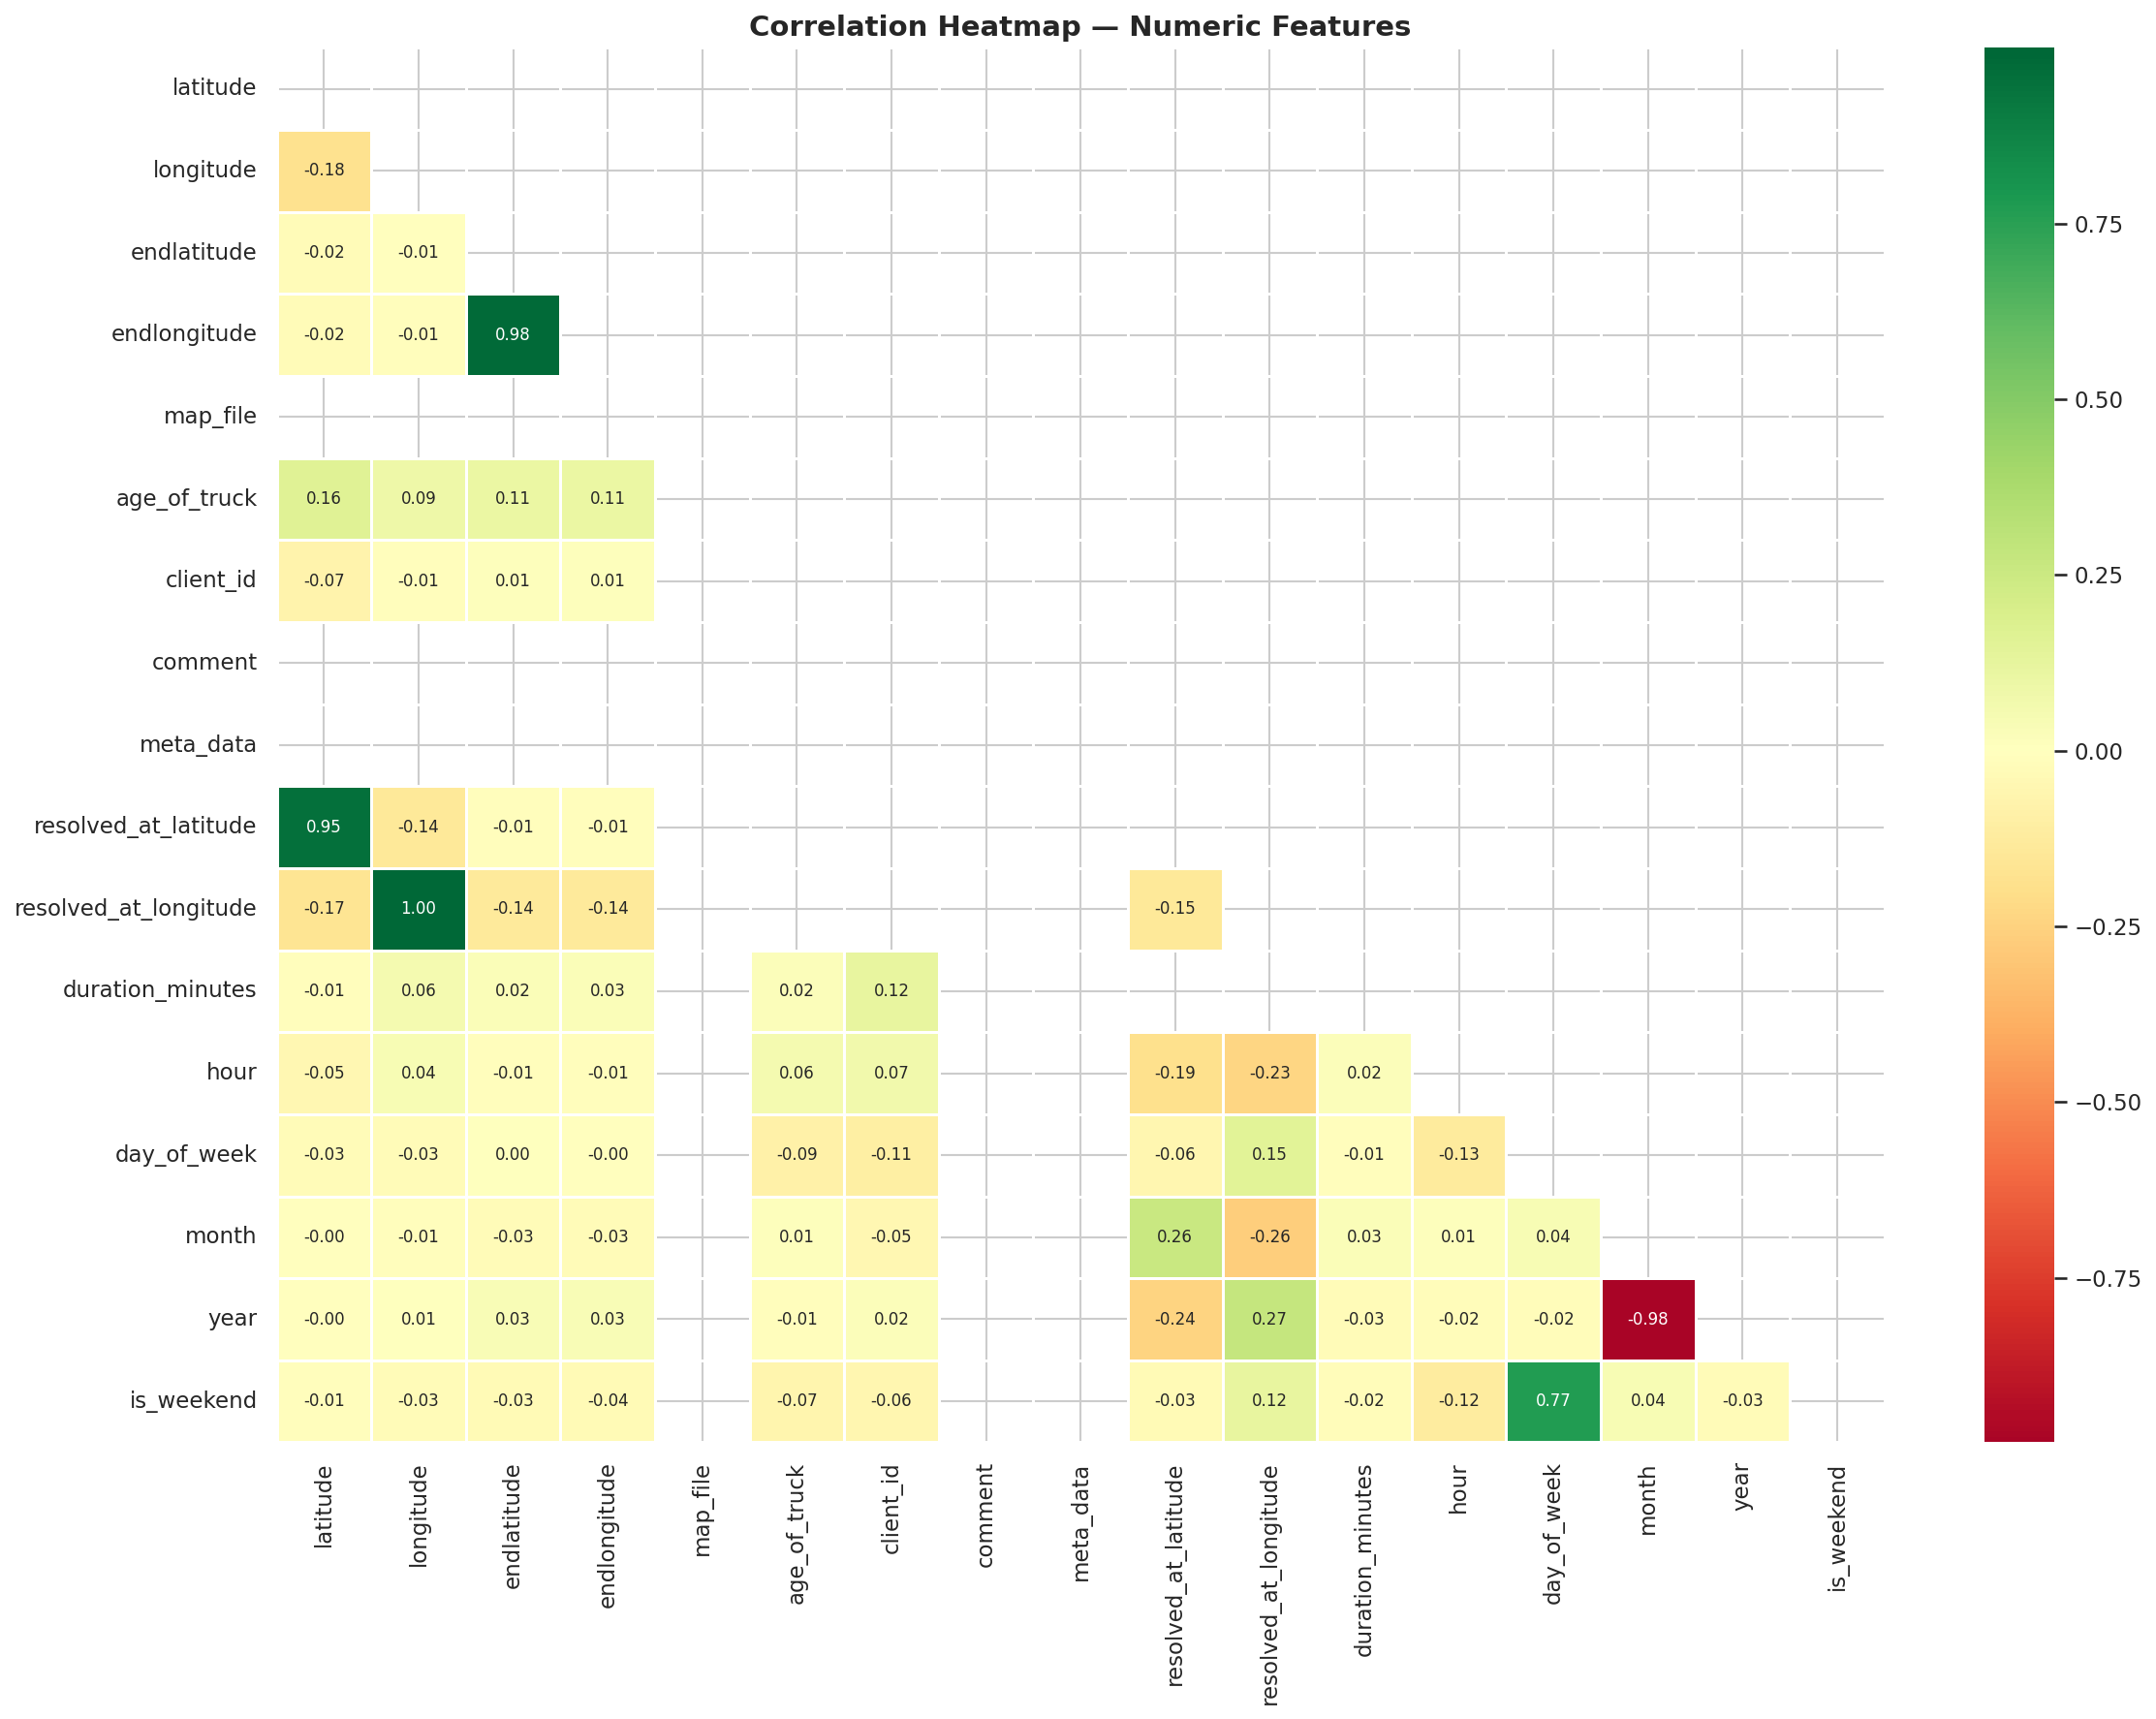 Correlation Heatmap — Numeric Features
latitude
longitude -0.18
endlatitude -0.02 -0.01
endlongitude -0.02 -0.01 0.98
map_file
age_of_truck 0.16 0.09 0.11 0.11
client_id -0.07 -0.01 0.01 0.01
comment
meta_data
resolved_at_latitude 0.95 -0.14 -0.01 -0.01
resolved_at_longitude -0.17 1.00 -0.14 -0.14 -0.15
duration_minutes -0.01 0.06 0.02 0.03 0.02 0.12
hour -0.05 0.04 -0.01 -0.01 0.06 0.07 -0.19 -0.23 0.02
day_of_week -0.03 -0.03 0.00 -0.00 -0.09 -0.11 -0.06 0.15 -0.01 -0.13
month -0.00 -0.01 -0.03 -0.03 0.01 -0.05 0.26 -0.26 0.03 0.01 0.04
year -0.00 0.01 0.03 0.03 -0.01 0.02 -0.24 0.27 -0.03 -0.02 -0.02 -0.98
is_weekend -0.01 -0.03 -0.03 -0.04 -0.07 -0.06 -0.03 0.12 -0.02 -0.12 0.77 0.04 -0.03
latitude
longitude
endlatitude
endlongitude
map_file
age_of_truck
client_id
comment
meta_data
resolved_at_latitude
resolved_at_longitude
duration_minutes
hour
day_of_week
month
year
is_weekend
0.75
0.50
0.25
0.00
−0.25
−0.50
−0.75